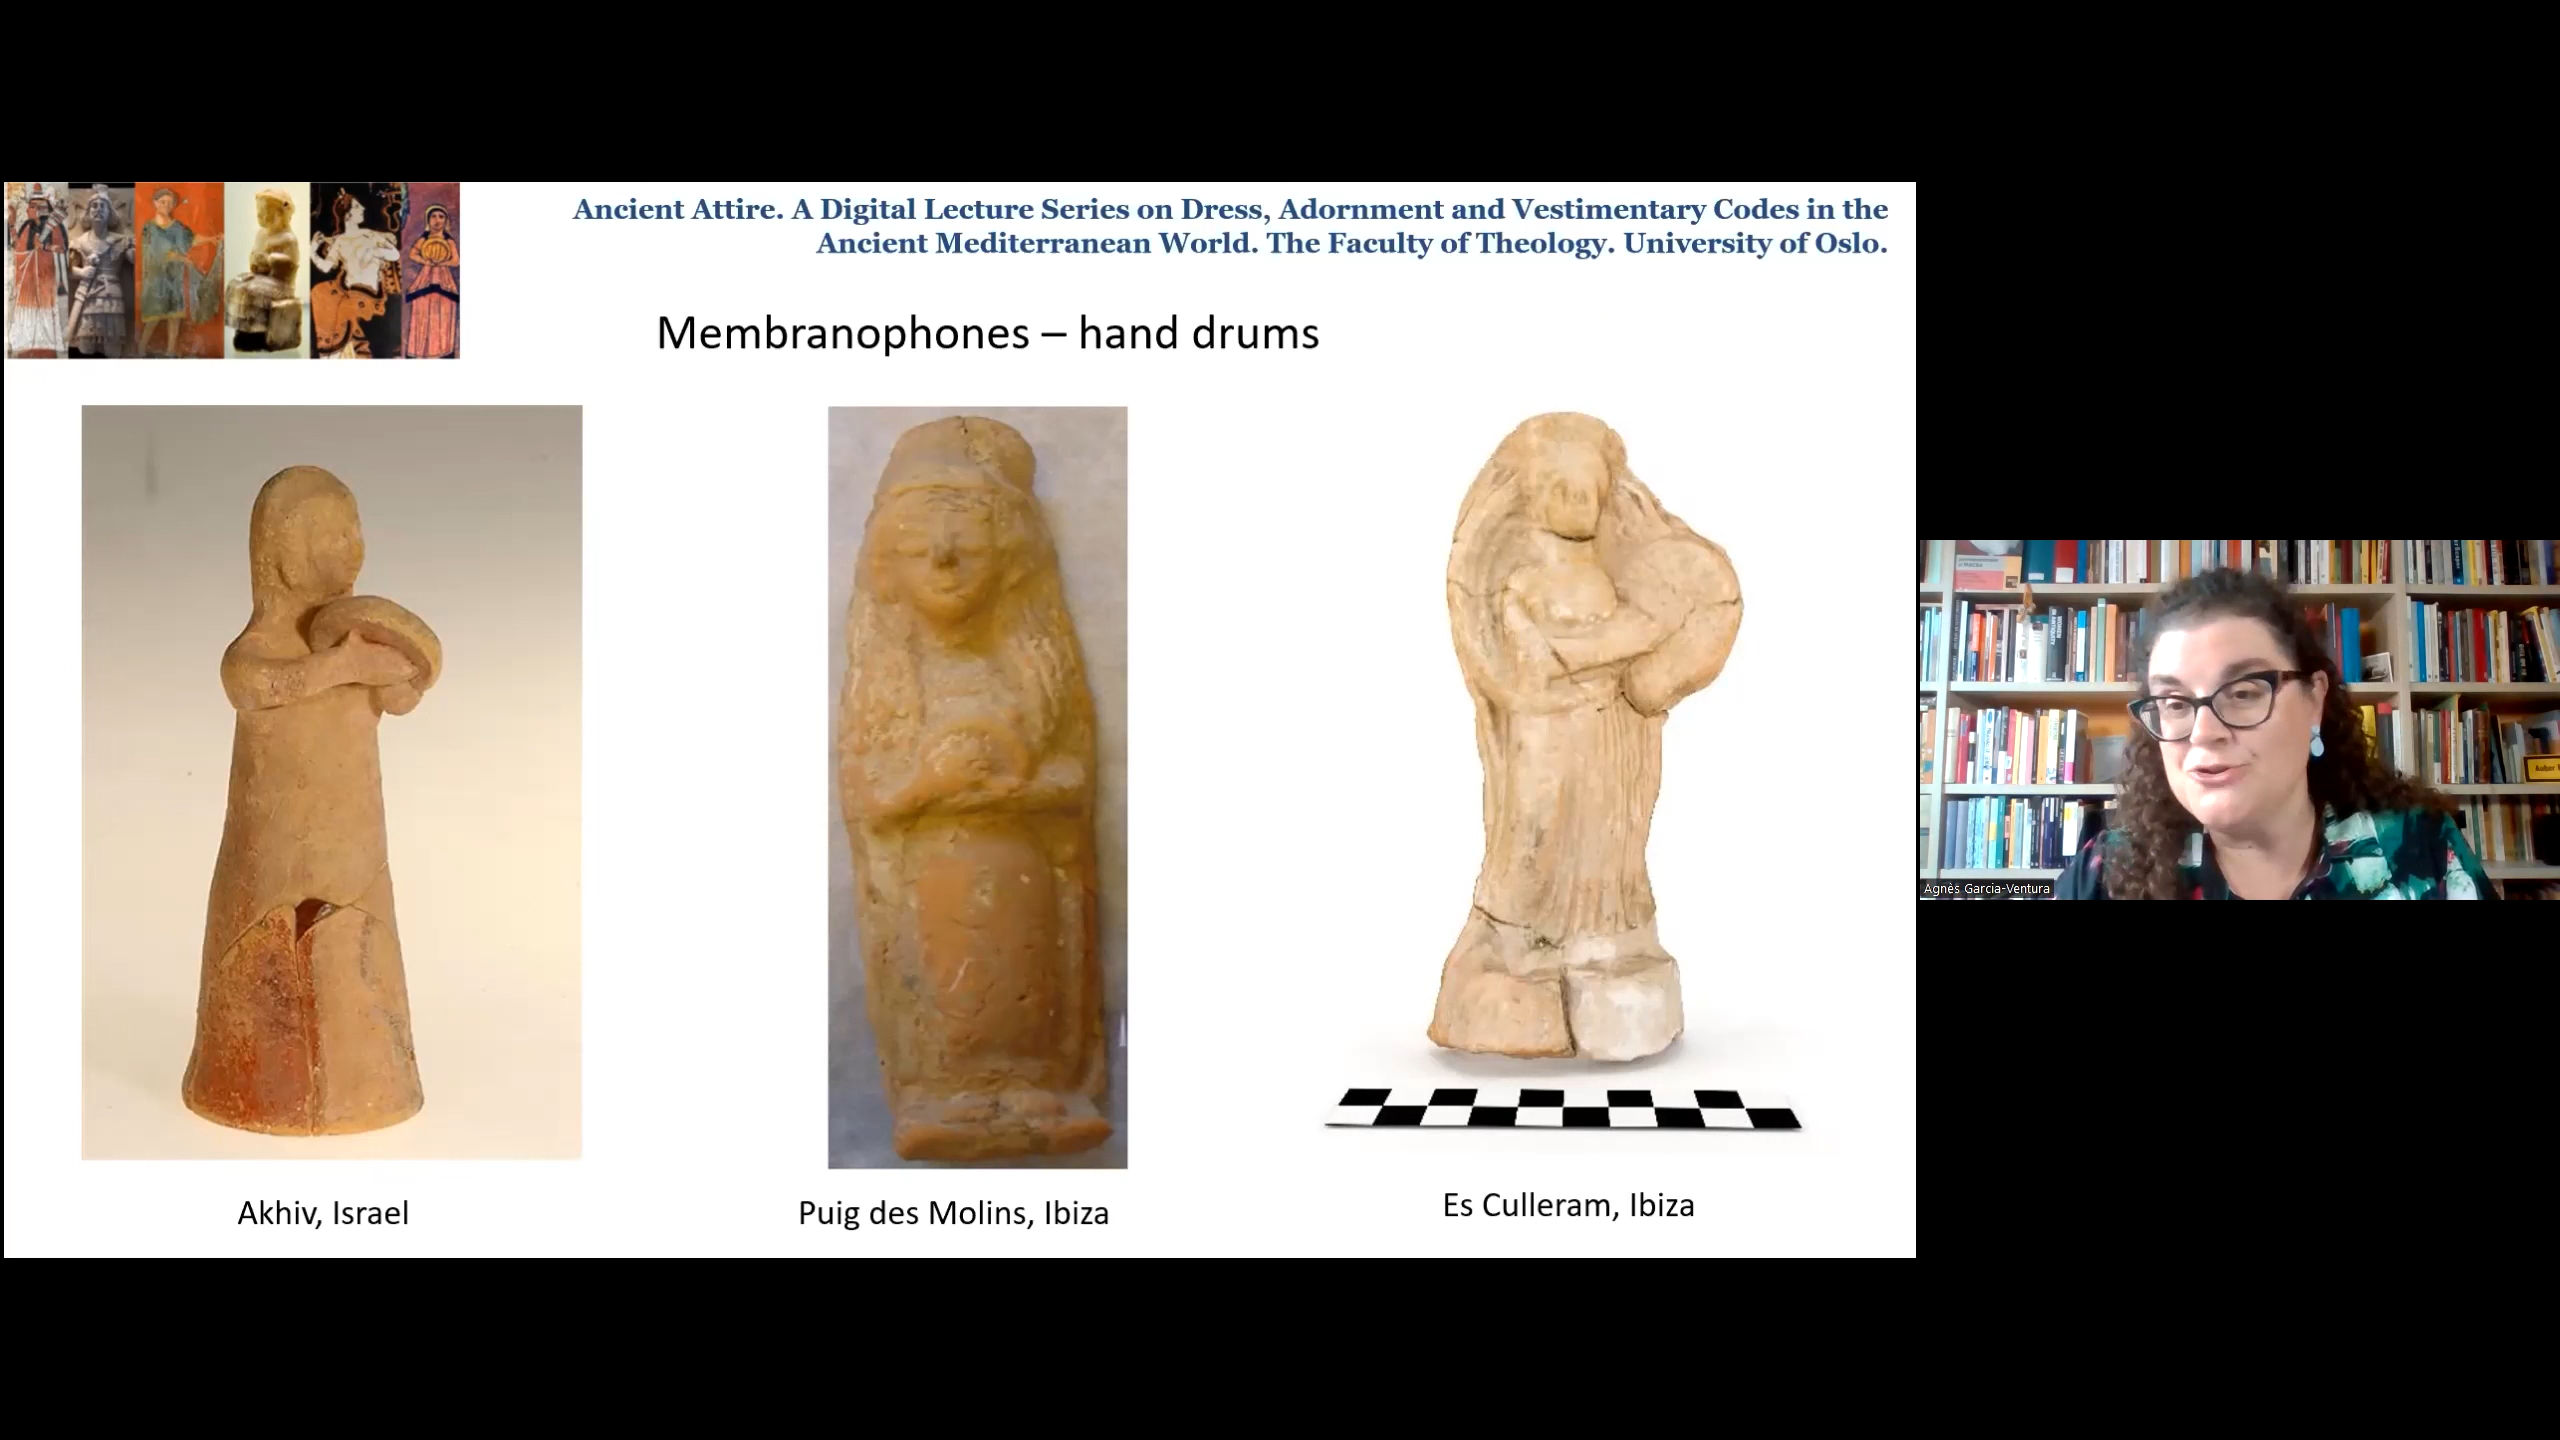 Ancient Attire. A Digital Lecture Series on Dress, Adornment and Vestimentary Codes in the
Ancient Mediterranean World. The Faculty of Theology. University of Oslo.
Membranophones – hand drums
Akhiv, Israel
Puig des Molins, Ibiza
Es Culleram, Ibiza
Agnès Garcia-Ventura